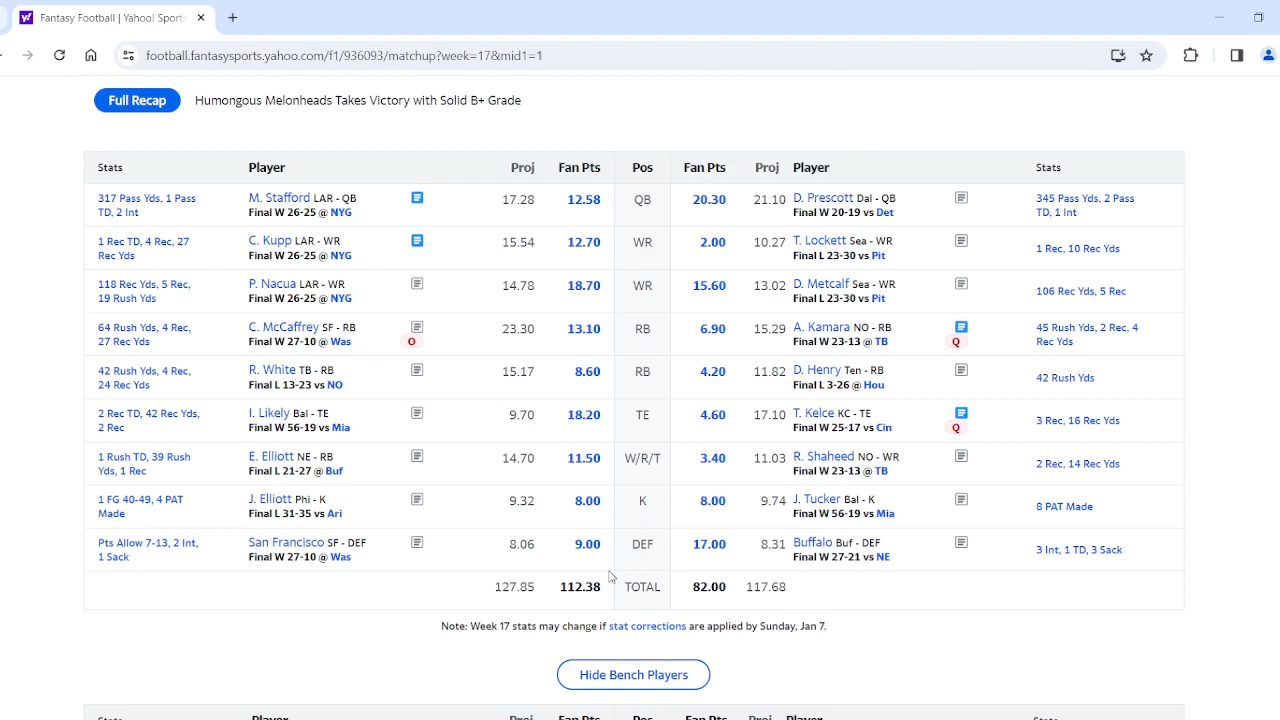 Fantasy Football | Yahoo! Sports
football.fantasysports.yahoo.com/f1/936093/matchup?week=17&mid1=1
Full Recap Humongous Melonheads Takes Victory with Solid B+ Grade
Stats Player Proj Fan Pts Pos Fan Pts Proj Player Stats
317 Pass Yds, 1 Pass M. Stafford LAR - QB 17.28 12.58 QB 20.30 21.10 D. Prescott Dal - QB 345 Pass Yds, 2 Pass
TD, 2 Int Final W 26-25 @ NYG Final W 20-19 vs Det TD, 1 Int
1 Rec TD, 4 Rec, 27 C. Kupp LAR - WR 15.54 12.70 WR 2.00 10.27 T. Lockett Sea - WR 1 Rec, 10 Rec Yds
Rec Yds Final W 26-25 @ NYG Final L 23-30 vs Pit
118 Rec Yds, 5 Rec, P. Nacua LAR - WR 14.78 18.70 WR 15.60 13.02 D. Metcalf Sea - WR 106 Rec Yds, 5 Rec
19 Rush Yds Final W 26-25 @ NYG Final L 23-30 vs Pit
64 Rush Yds, 4 Rec, C. McCaffrey SF - RB 23.30 13.10 RB 6.90 15.29 A. Kamara NO - RB 45 Rush Yds, 2 Rec, 4
27 Rec Yds Final W 27-10 @ Was O Final W 23-13 @ TB Q Rec Yds
42 Rush Yds, 4 Rec, R. White TB - RB 15.17 8.60 RB 4.20 11.82 D. Henry Ten - RB 42 Rush Yds
24 Rec Yds Final L 13-23 vs NO Final L 3-26 @ Hou
2 Rec TD, 42 Rec Yds, I. Likely Bal - TE 9.70 18.20 TE 4.60 17.10 T. Kelce KC - TE 3 Rec, 16 Rec Yds
2 Rec Final W 56-19 vs Mia Final W 25-17 vs Cin Q
1 Rush TD, 39 Rush E. Elliott NE - RB 14.70 11.50 W/R/T 3.40 11.03 R. Shaheed NO - WR 2 Rec, 14 Rec Yds
Yds, 1 Rec Final L 21-27 @ Buf Final W 23-13 @ TB
1 FG 40-49, 4 PAT J. Elliott Phi - K 9.32 8.00 K 8.00 9.74 J. Tucker Bal - K 8 PAT Made
Made Final L 31-35 vs Ari Final W 56-19 vs Mia
Pts Allow 7-13, 2 Int, San Francisco SF - DEF 8.06 9.00 DEF 17.00 8.31 Buffalo Buf - DEF 3 Int, 1 TD, 3 Sack
1 Sack Final W 27-10 @ Was Final W 27-21 vs NE
127.85 112.38 TOTAL 82.00 117.68
Note: Week 17 stats may change if stat corrections are applied by Sunday, Jan 7.
Hide Bench Players
Stats Player Proj Fan Pts Pos Fan Pts Proj Player Stats